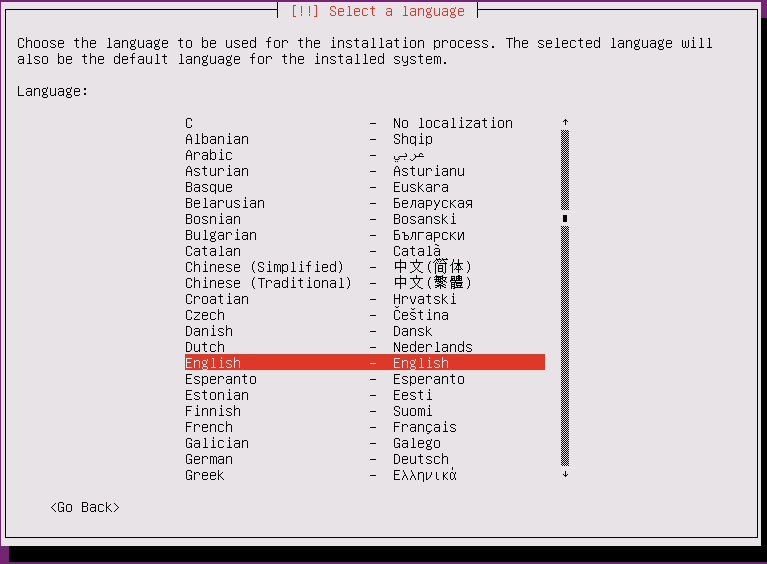 [!!] Select a language
Choose the language to be used for the installation process. The selected language will
also be the default language for the installed system.
Language:
C - No localization ↑
Albanian - Shqip
Arabic - عربي
Asturian - Asturianu
Basque - Euskara
Belarusian - Беларуская
Bosnian - Bosanski
Bulgarian - Български
Catalan - Català
Chinese (Simplified) - 中文(简体)
Chinese (Traditional) - 中文(繁體)
Croatian - Hrvatski
Czech - Čeština
Danish - Dansk
Dutch - Nederlands
English - English
Esperanto - Esperanto
Estonian - Eesti
Finnish - Suomi
French - Français
Galician - Galego
German - Deutsch
Greek - Ελληνικά ↓
<Go Back>